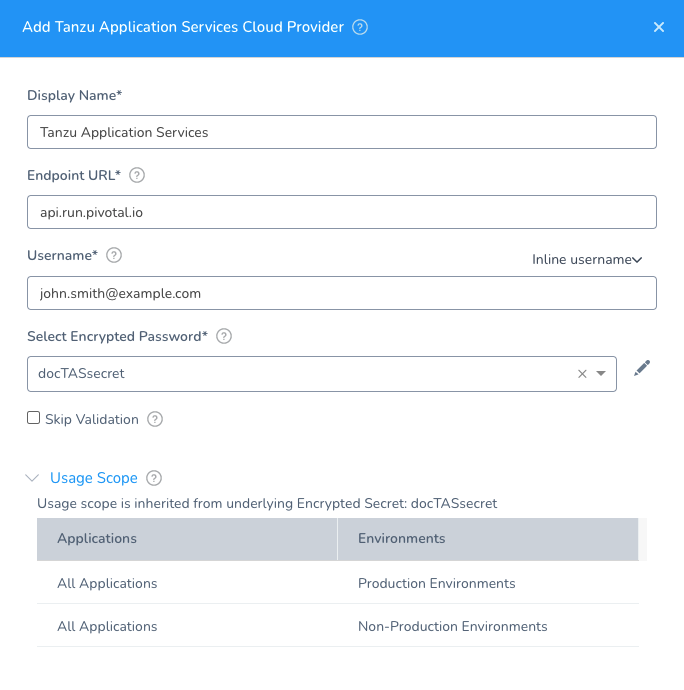 Add Tanzu Application Services Cloud Provider ?
Display Name*
Tanzu Application Services
Endpoint URL* ?
api.run.pivotal.io
Username* ? Inline username
john.smith@example.com
Select Encrypted Password* ?
docTASsecret
Skip Validation ?
Usage Scope ?
Usage scope is inherited from underlying Encrypted Secret: docTASsecret
Applications Environments
All Applications Production Environments
All Applications Non-Production Environments